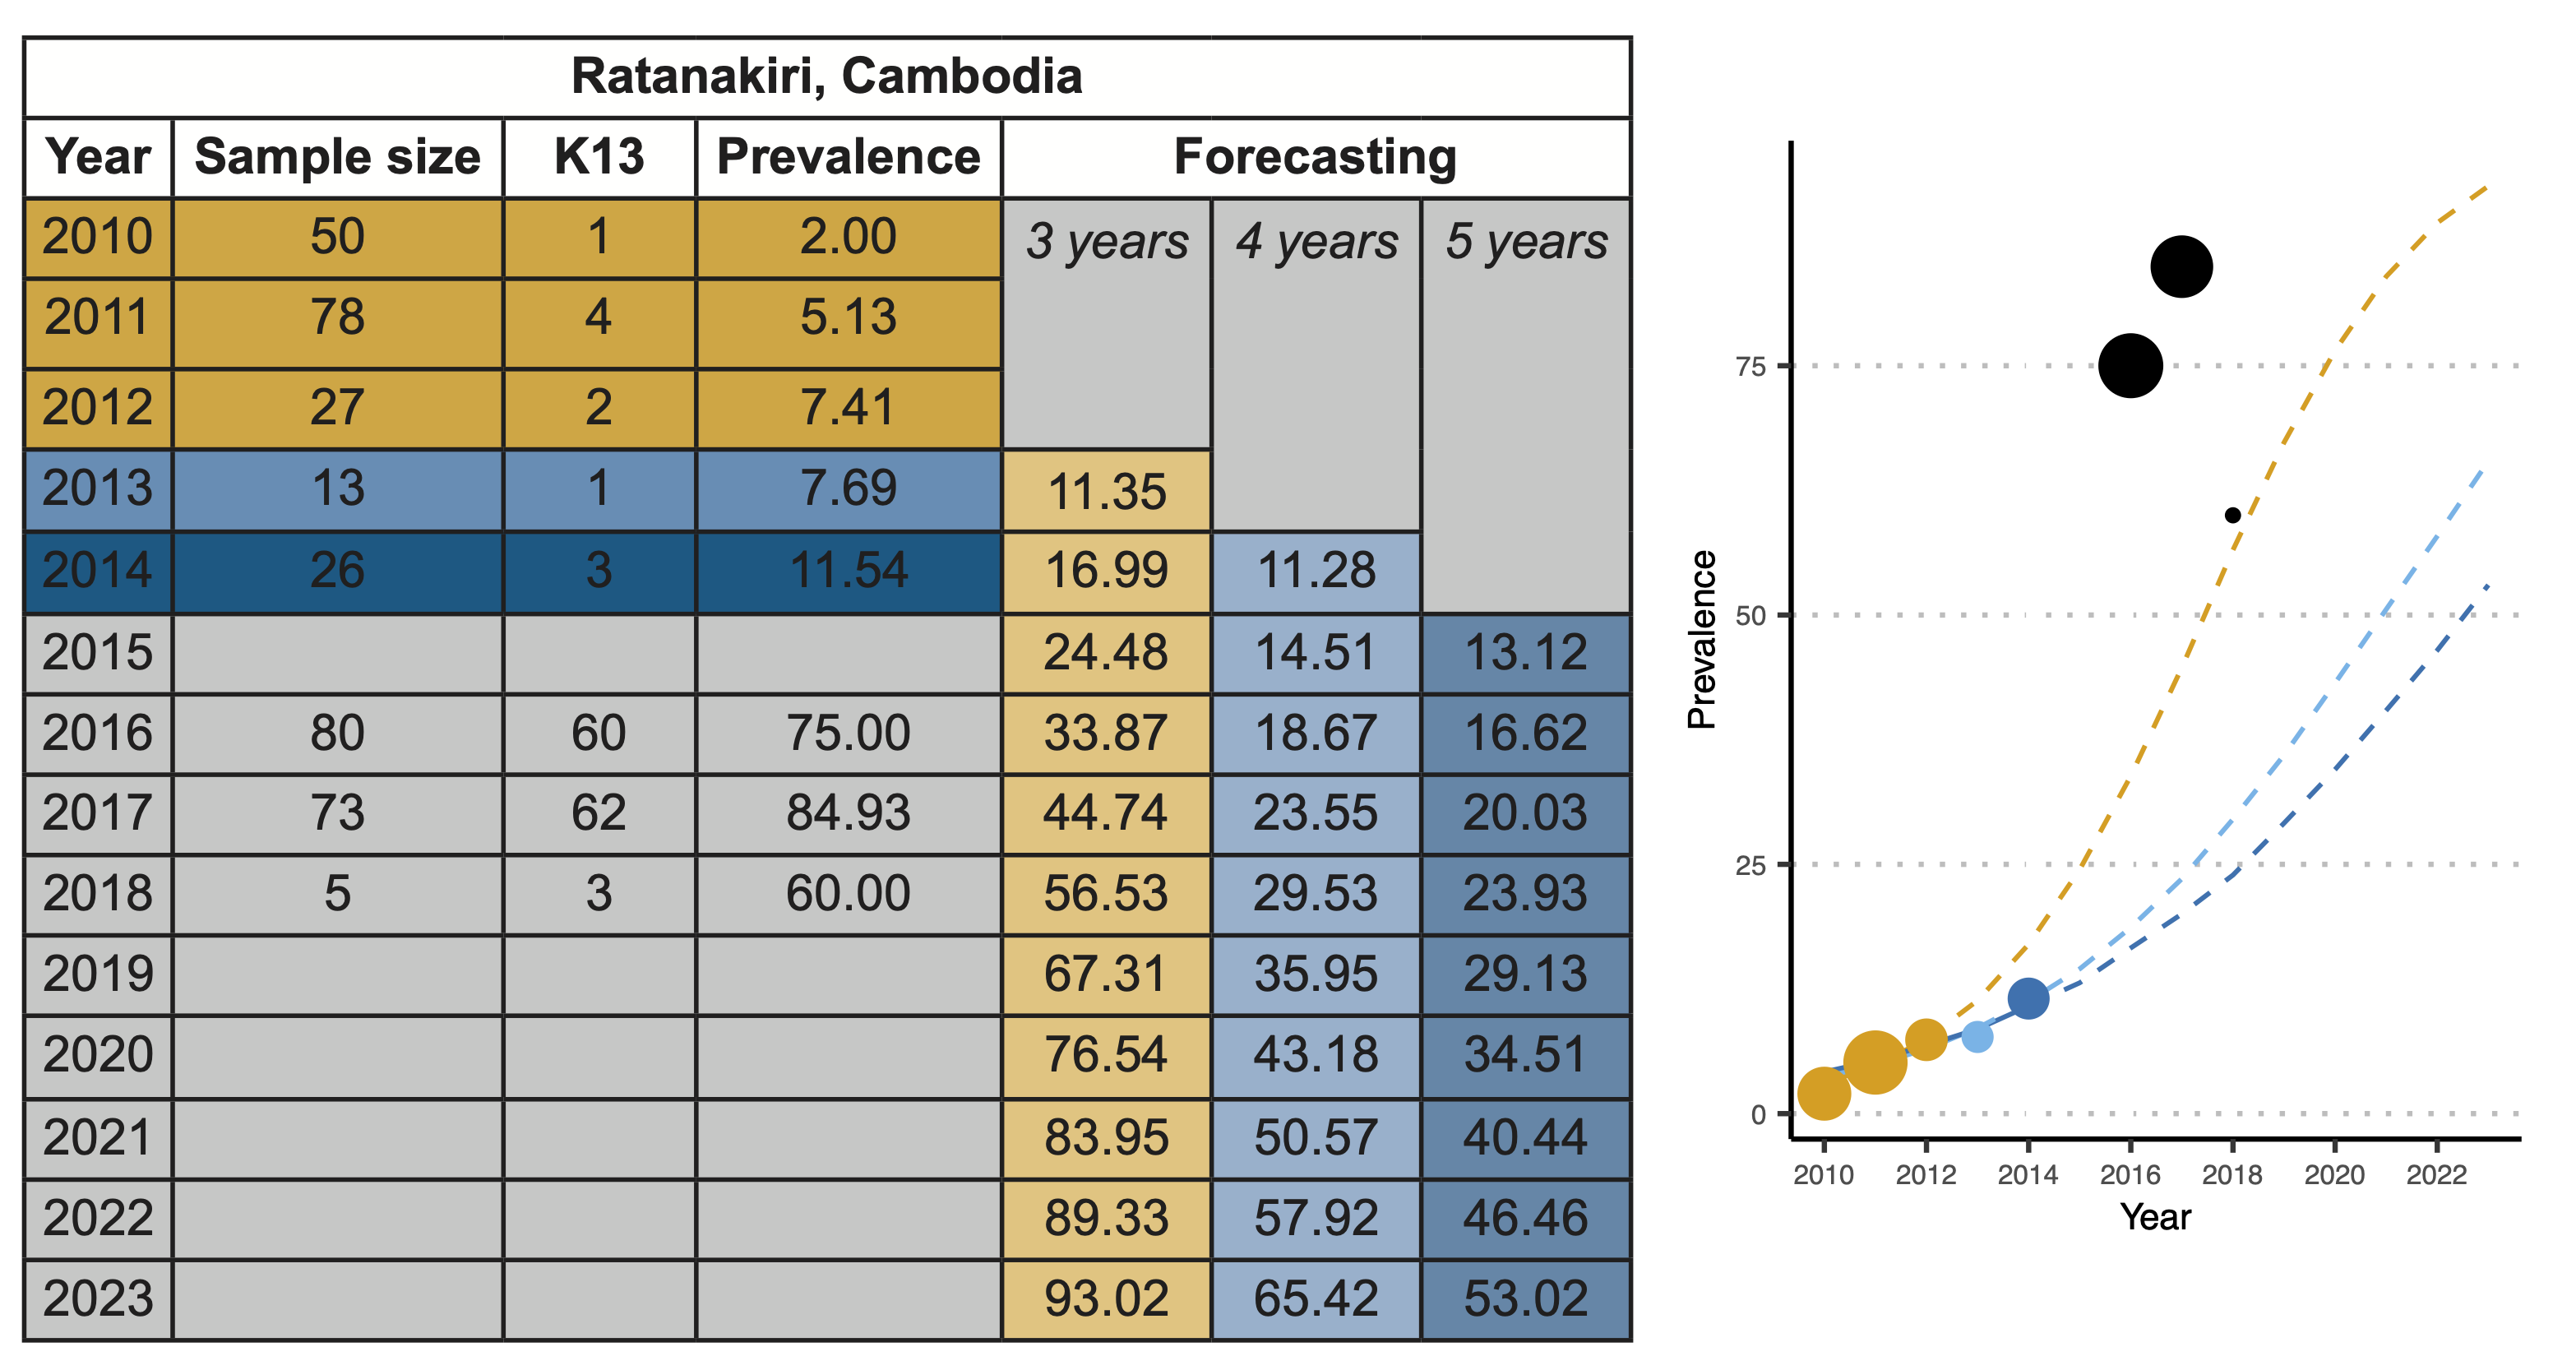 Ratanakiri, Cambodia
Year Sample size K13 Prevalence Forecasting
2010 50 1 2.00 3 years 4 years 5 years
2011 78 4 5.13
2012 27 2 7.41
2013 13 1 7.69 11.35
2014 26 3 11.54 16.99 11.28
2015 24.48 14.51 13.12
2016 80 60 75.00 33.87 18.67 16.62
2017 73 62 84.93 44.74 23.55 20.03
2018 5 3 60.00 56.53 29.53 23.93
2019 67.31 35.95 29.13
2020 76.54 43.18 34.51
2021 83.95 50.57 40.44
2022 89.33 57.92 46.46
2023 93.02 65.42 53.02
Prevalence
75
50
25
0
2010 2012 2014 2016 2018 2020 2022
Year